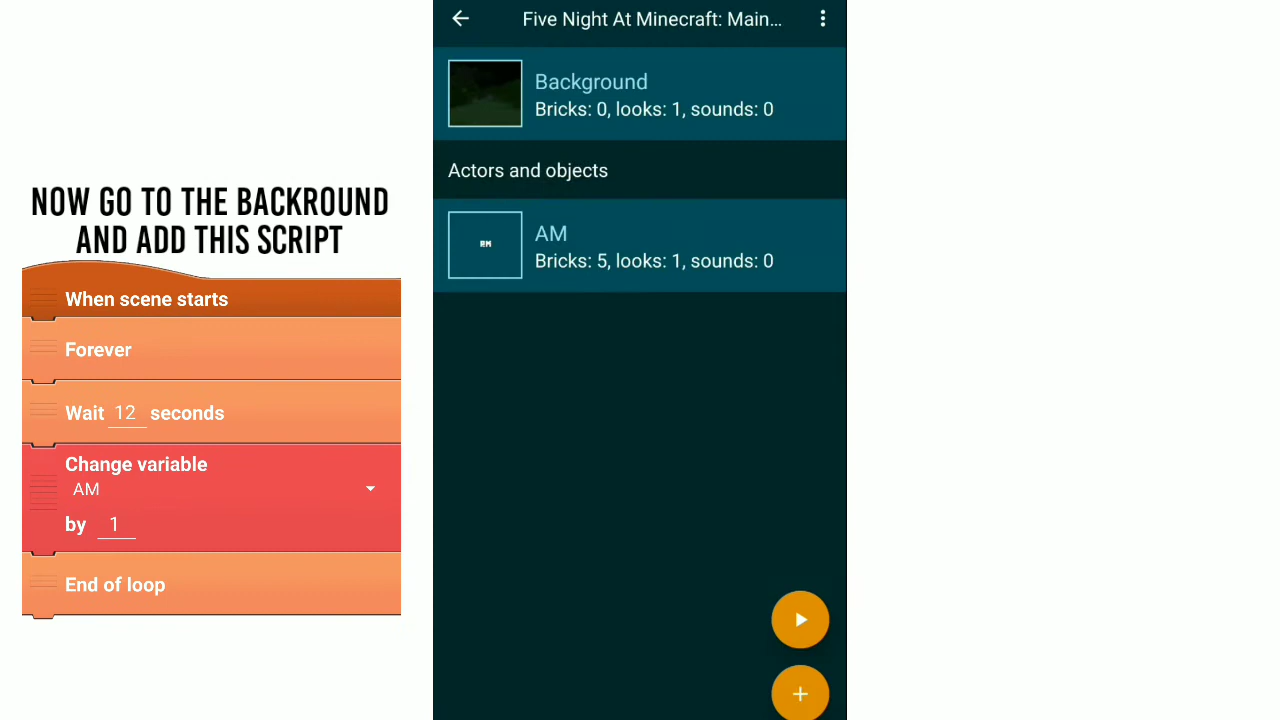 NOW GO TO THE BACKROUND
AND ADD THIS SCRIPT
When scene starts
Forever
Wait 12 seconds
Change variable
AM
by 1
End of loop
Five Night At Minecraft: Main...
Background
Bricks: 0, looks: 1, sounds: 0
Actors and objects
AM
AM
Bricks: 5, looks: 1, sounds: 0